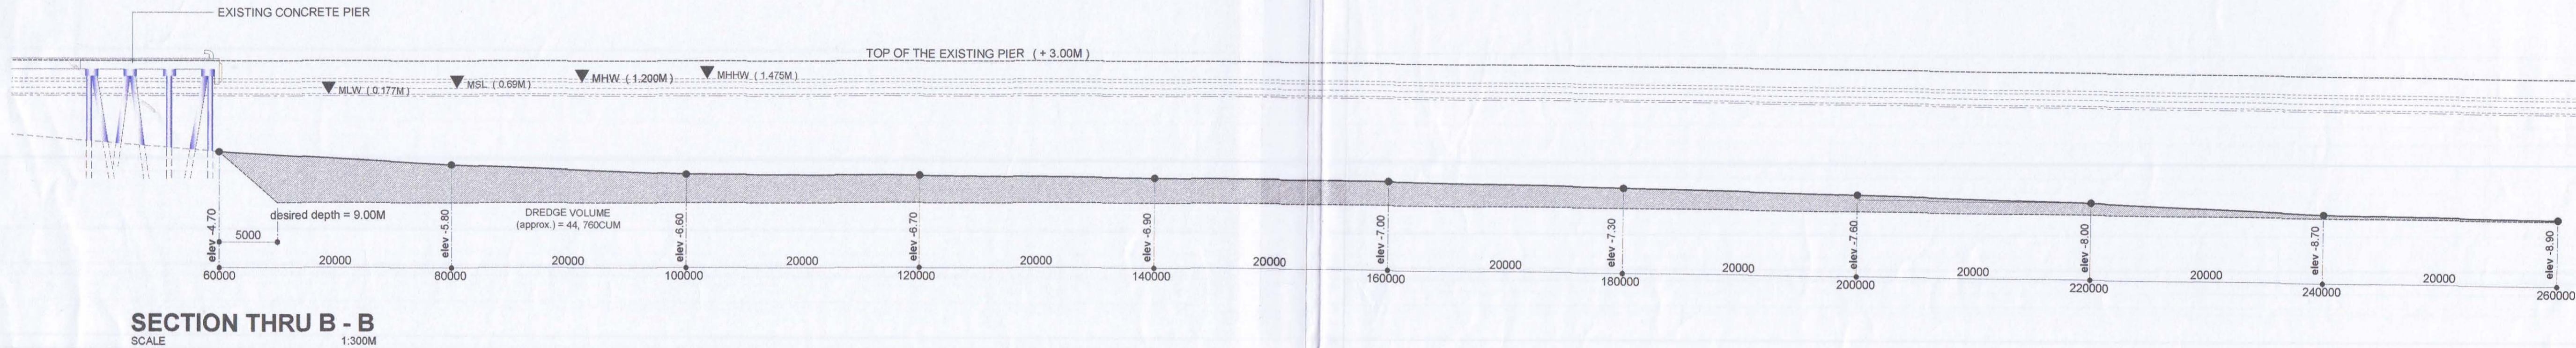 EXISTING CONCRETE PIER
TOP OF THE EXISTING PIER ( + 3.00M )
MLW ( 0.177M )
MSL ( 0.69M )
MHW ( 1.200M )
MHHW ( 1.475M )
desired depth = 9.00M
DREDGE VOLUME
(approx.) = 44, 760CUM
elev -4.70
elev -5.80
elev -6.60
elev -6.70
elev -6.90
elev -7.00
elev -7.30
elev -7.60
elev -8.00
elev -8.70
elev -8.90
5000
20000
20000
20000
20000
20000
20000
20000
20000
20000
20000
60000
80000
100000
120000
140000
160000
180000
200000
220000
240000
260000
SECTION THRU B - B
SCALE 1:300M